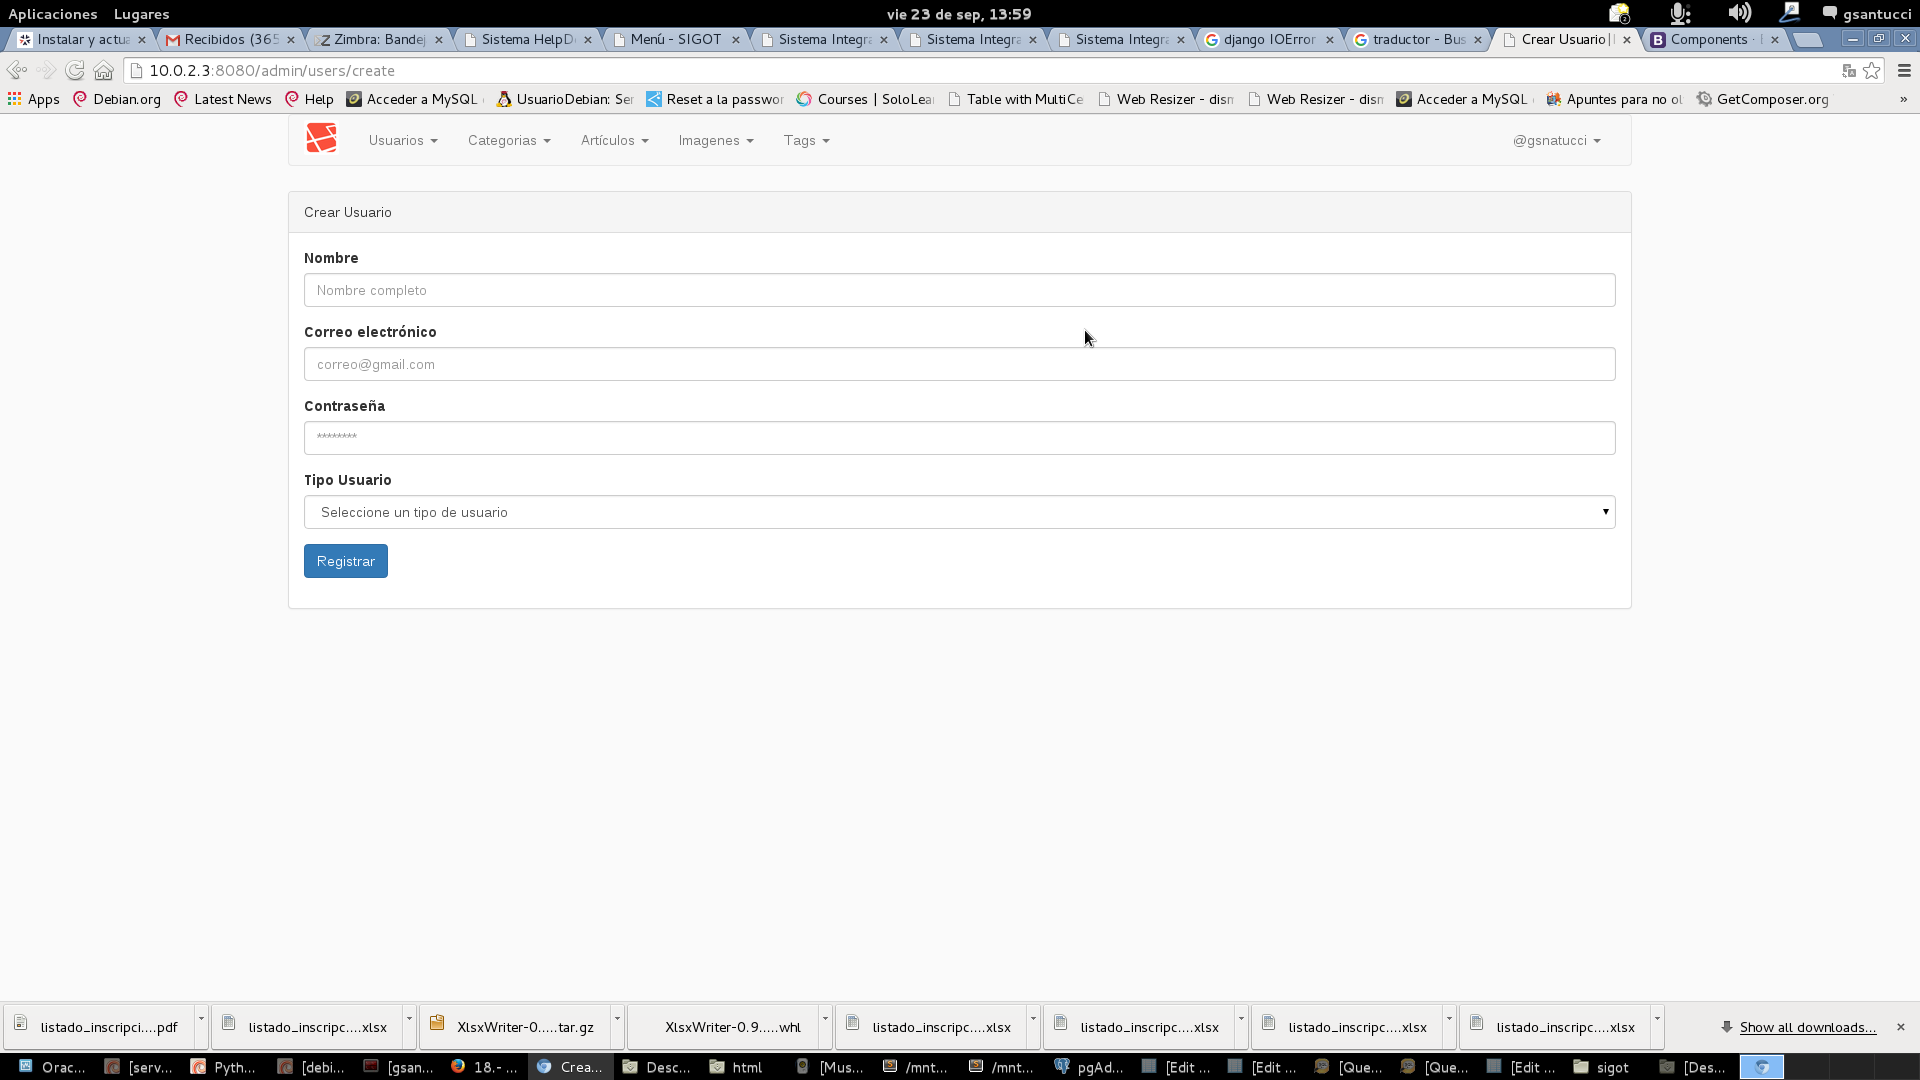 Aplicaciones Lugares vie 23 de sep, 13:59 gsantucci
Instalar y actua Recibidos (365 Zimbra: Bandej Sistema HelpD Menú - SIGOT Sistema Integra Sistema Integra Sistema Integra django IOError traductor - Bus Crear Usuario | Components ·
10.0.2.3:8080/admin/users/create
Apps Debian.org Latest News Help Acceder a MySQL UsuarioDebian: Ser Reset a la passwor Courses | SoloLea Table with MultiCe Web Resizer - dism Web Resizer - dism Acceder a MySQL Apuntes para no ol GetComposer.org »
Usuarios Categorias Artículos Imagenes Tags @gsnatucci
Crear Usuario
Nombre
Nombre completo
Correo electrónico
correo@gmail.com
Contraseña
********
Tipo Usuario
Seleccione un tipo de usuario
Registrar
listado_inscripci....pdf listado_inscripc....xlsx XlsxWriter-0.....tar.gz XlsxWriter-0.9.....whl listado_inscripc....xlsx listado_inscripc....xlsx listado_inscripc....xlsx listado_inscripc....xlsx Show all downloads...
Orac... [serv... Pyth... [debi... [gsan... 18.- ... Crea... Desc... html [Mus... /mnt... /mnt... pgAd... [Edit ... [Edit ... [Que... [Que... [Edit ... sigot [Des...